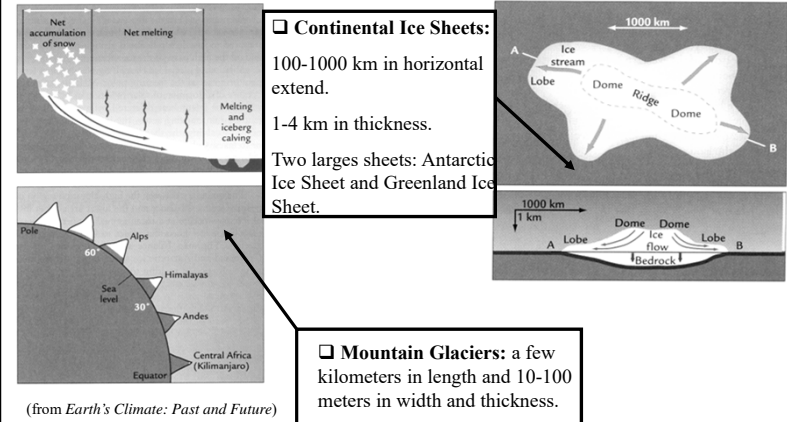 Net
accumulation
of snow
Net melting
Melting
and
iceberg
calving
❑ Continental Ice Sheets:
100-1000 km in horizontal
extend.
1-4 km in thickness.
Two larges sheets: Antarctic
Ice Sheet and Greenland Ice
Sheet.
1000 km
A
Ice
stream
Lobe
Dome
Ridge
Dome
B
1000 km
1 km
Dome Dome
A Lobe Ice Lobe B
flow
Bedrock
Pole
Alps
60°
Himalayas
Sea
level
30°
Andes
Central Africa
(Kilimanjaro)
Equator
❑ Mountain Glaciers: a few
kilometers in length and 10-100
meters in width and thickness.
(from Earth's Climate: Past and Future)